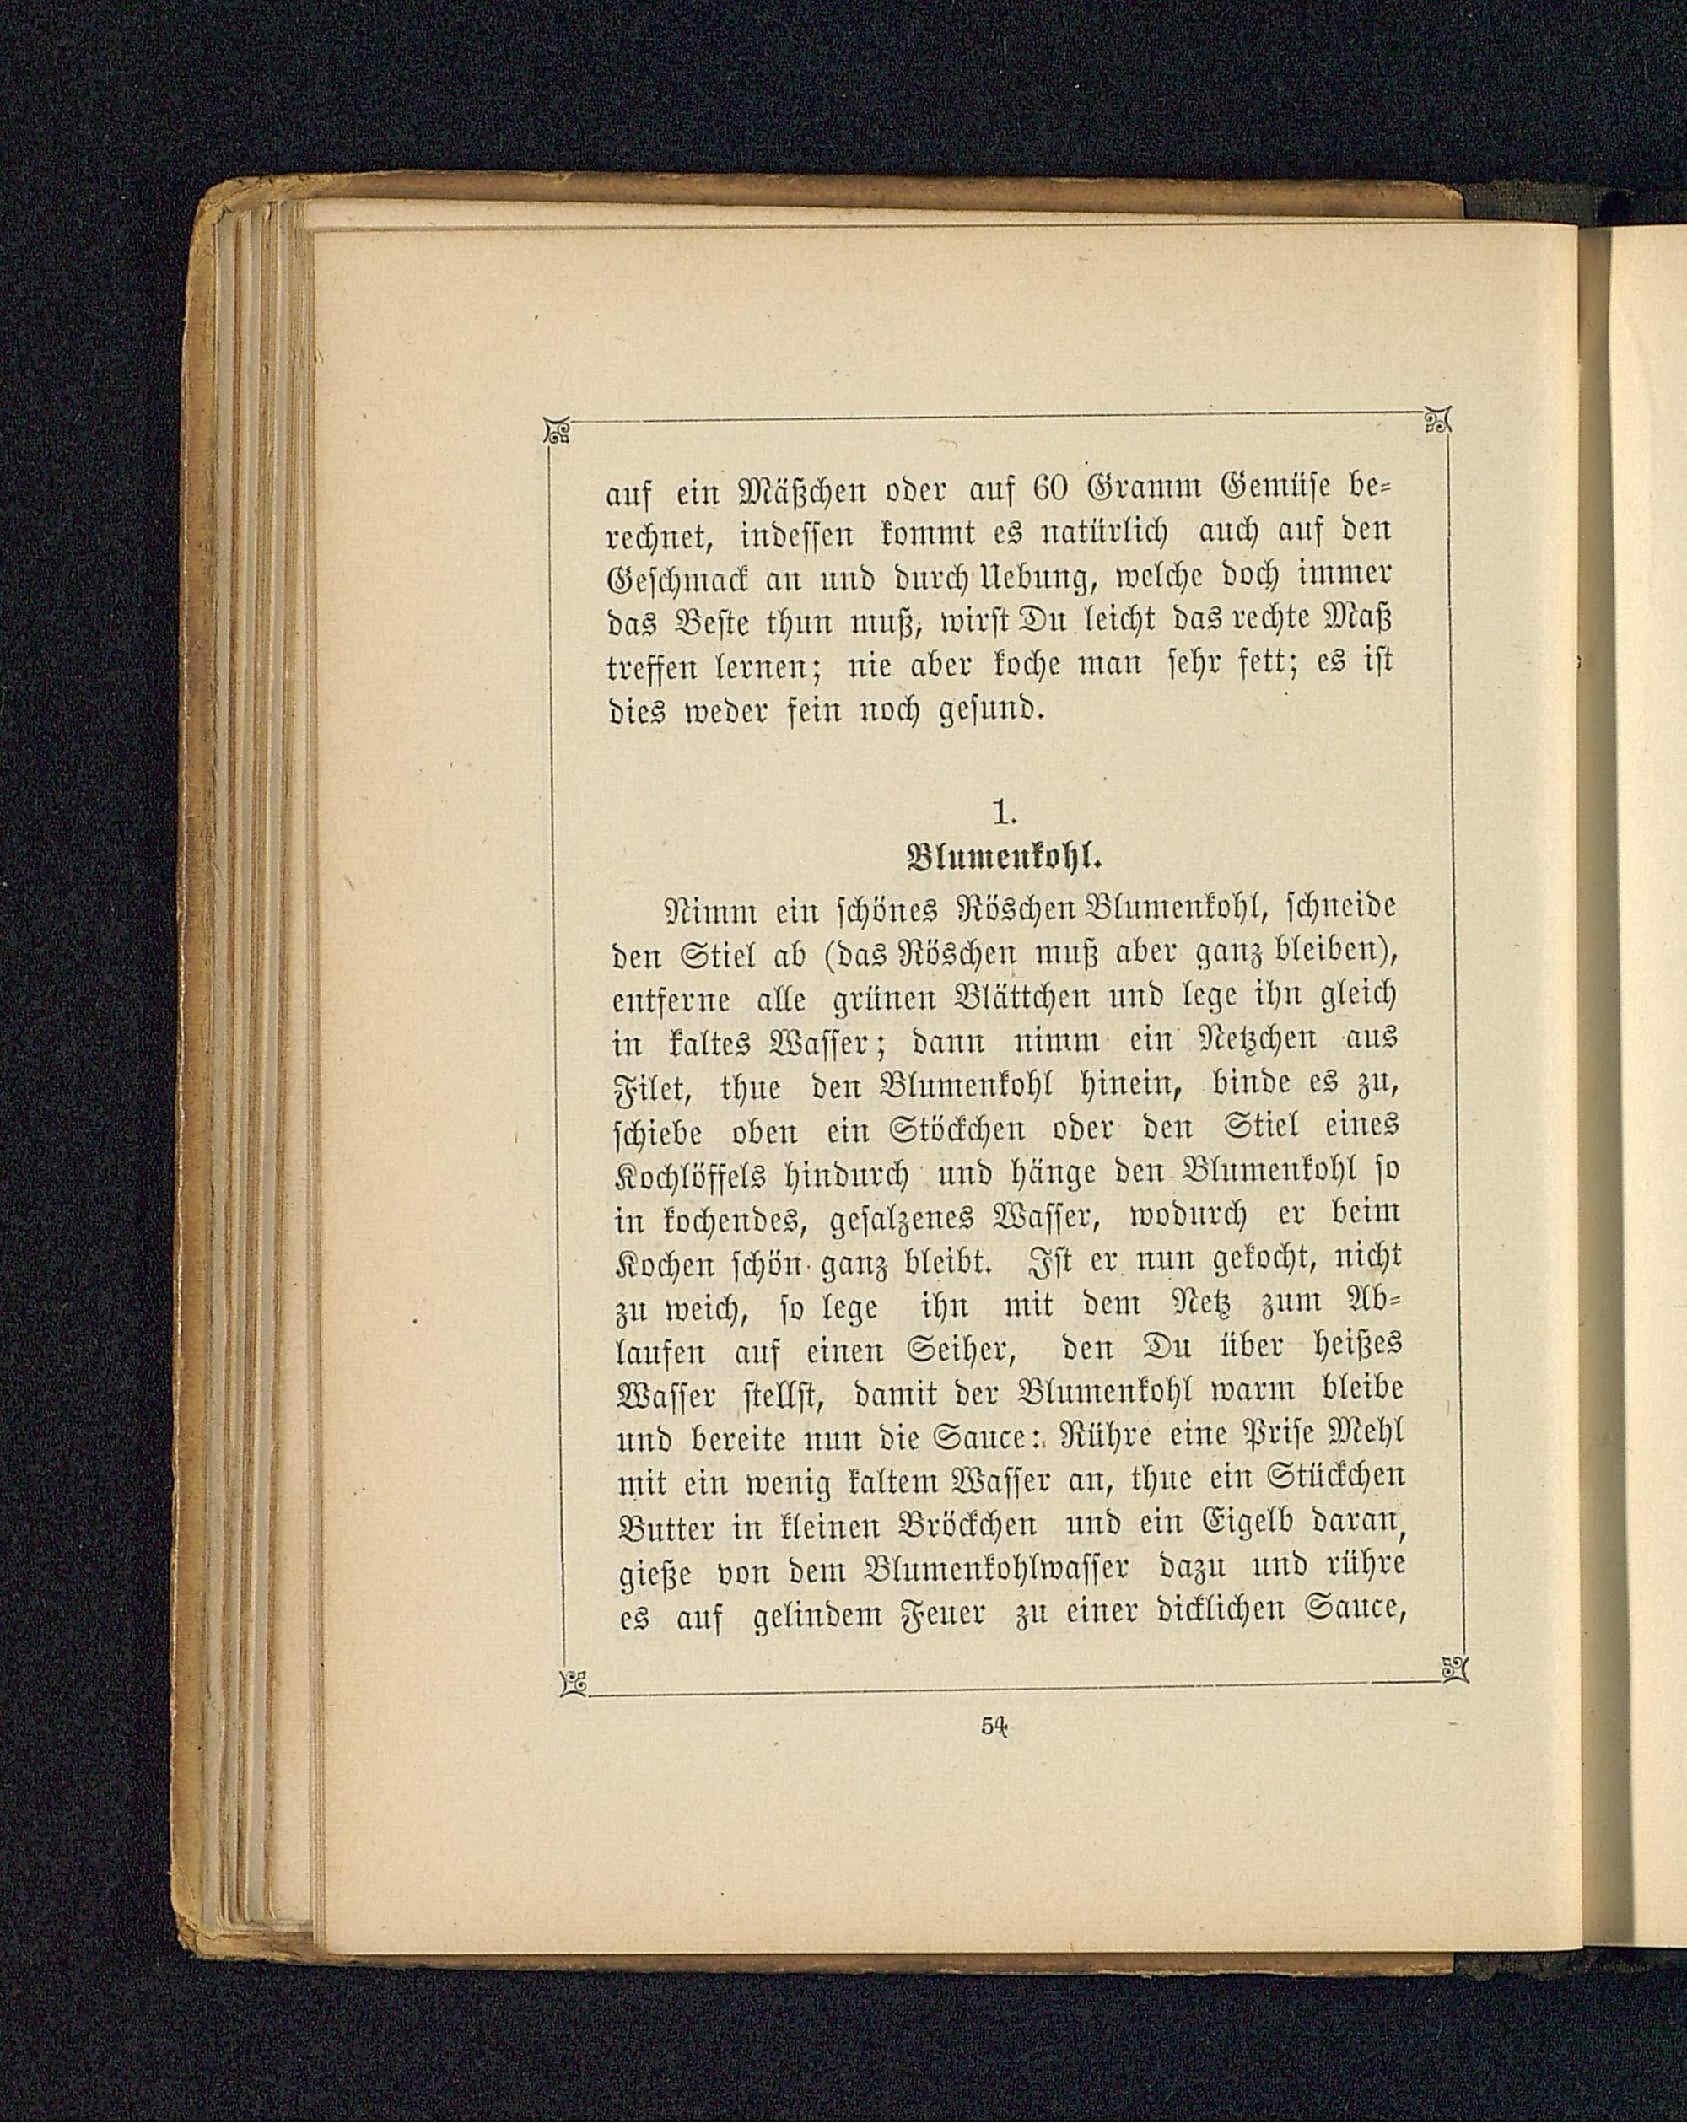 auf ein Mäßchen oder auf 60 Gramm Gemüse be-
rechnet, indessen kommt es natürlich auch auf den
Geschmack an und durch Uebung, welche doch immer
das Beste thun muß, wirst Du leicht das rechte Maß
treffen lernen; nie aber koche man sehr fett; es ist
dies weder fein noch gesund.
1.
Blumenkohl.
Nimm ein schönes Röschen Blumenkohl, schneide
den Stiel ab (das Röschen muß aber ganz bleiben),
entferne alle grünen Blättchen und lege ihn gleich
in kaltes Wasser; dann nimm ein Netzchen aus
Filet, thue den Blumenkohl hinein, binde es zu,
schiebe oben ein Stöckchen oder den Stiel eines
Kochlöffels hindurch und hänge den Blumenkohl so
in kochendes, gesalzenes Wasser, wodurch er beim
Kochen schön ganz bleibt. Ist er nun gekocht, nicht
zu weich, so lege ihn mit dem Netz zum Ab-
laufen auf einen Seiher, den Du über heißes
Wasser stellst, damit der Blumenkohl warm bleibe
und bereite nun die Sauce: Rühre eine Prise Mehl
mit ein wenig kaltem Wasser an, thue ein Stückchen
Butter in kleinen Bröckchen und ein Eigelb daran,
gieße von dem Blumenkohlwasser dazu und rühre
es auf gelindem Feuer zu einer dicklichen Sauce,
54